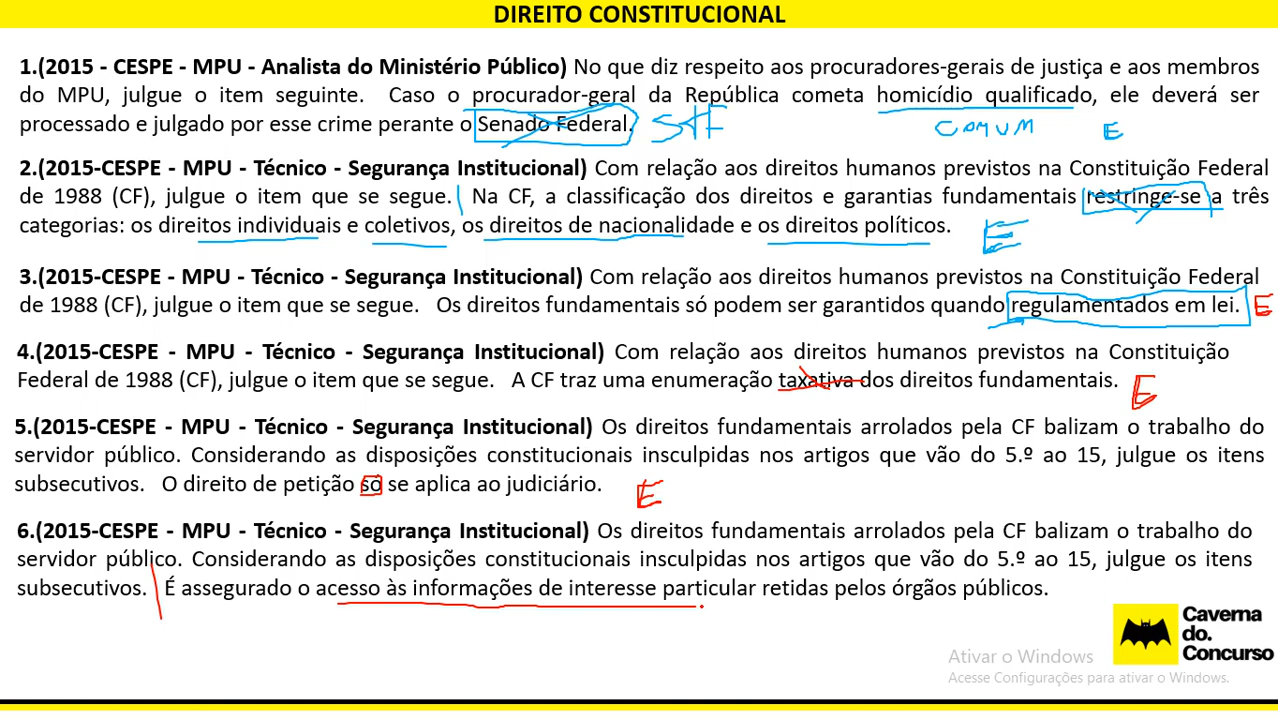 DIREITO CONSTITUCIONAL
1.(2015 - CESPE - MPU - Analista do Ministério Público) No que diz respeito aos procuradores-gerais de justiça e aos membros
do MPU, julgue o item seguinte. Caso o procurador-geral da República cometa homicídio qualificado, ele deverá ser
processado e julgado por esse crime perante o Senado Federal. STF
COMUM E
2.(2015-CESPE - MPU - Técnico - Segurança Institucional) Com relação aos direitos humanos previstos na Constituição Federal
de 1988 (CF), julgue o item que se segue. Na CF, a classificação dos direitos e garantias fundamentais restringe-se a três
categorias: os direitos individuais e coletivos, os direitos de nacionalidade e os direitos políticos. E
3.(2015-CESPE - MPU - Técnico - Segurança Institucional) Com relação aos direitos humanos previstos na Constituição Federal
de 1988 (CF), julgue o item que se segue. Os direitos fundamentais só podem ser garantidos quando regulamentados em lei. E
4.(2015-CESPE - MPU - Técnico - Segurança Institucional) Com relação aos direitos humanos previstos na Constituição
Federal de 1988 (CF), julgue o item que se segue. A CF traz uma enumeração taxativa dos direitos fundamentais. E
5.(2015-CESPE - MPU - Técnico - Segurança Institucional) Os direitos fundamentais arrolados pela CF balizam o trabalho do
servidor público. Considerando as disposições constitucionais insculpidas nos artigos que vão do 5.º ao 15, julgue os itens
subsecutivos. O direito de petição só se aplica ao judiciário. E
6.(2015-CESPE - MPU - Técnico - Segurança Institucional) Os direitos fundamentais arrolados pela CF balizam o trabalho do
servidor público. Considerando as disposições constitucionais insculpidas nos artigos que vão do 5.º ao 15, julgue os itens
subsecutivos. É assegurado o acesso às informações de interesse particular retidas pelos órgãos públicos.
Caverna
do.
Concurso
Ativar o Windows
Acesse Configurações para ativar o Windows.